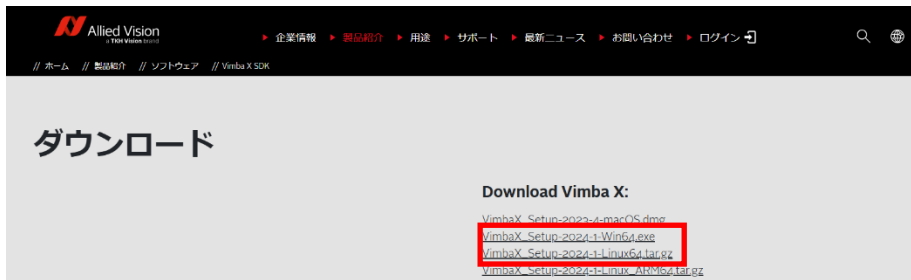 Allied Vision
a TKH Vision brand
企業情報 製品紹介 用途 サポート 最新ニュース お問い合わせ ログイン
// ホーム // 製品紹介 // ソフトウェア // Vimba X SDK
ダウンロード
Download Vimba X:
VimbaX_Setup-2023-4-macOS.dmg
VimbaX_Setup-2024-1-Win64.exe
VimbaX_Setup-2024-1-Linux64.tar.gz
VimbaX_Setup-2024-1-Linux_ARM64.tar.gz